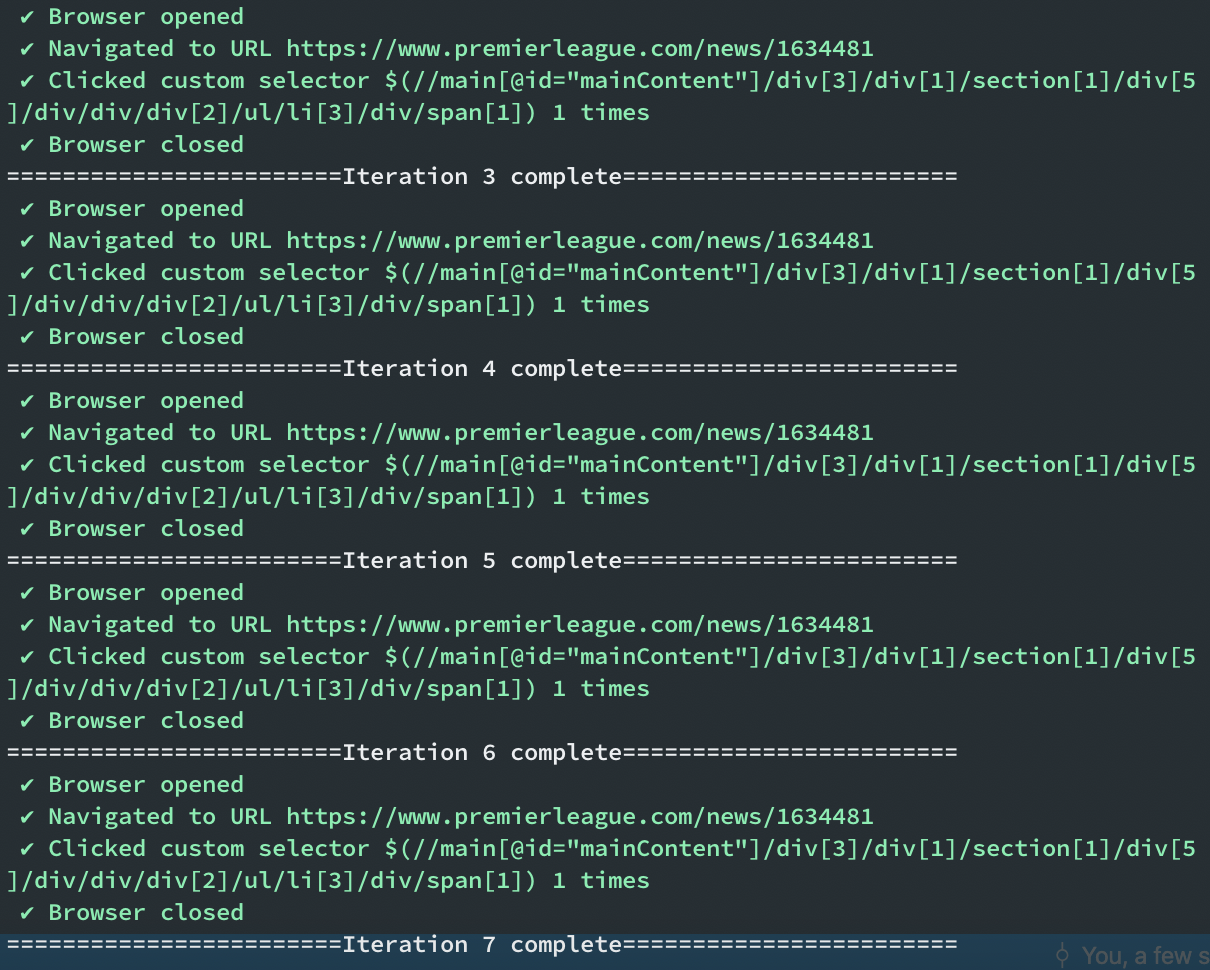 ✔ Browser opened
✔ Navigated to URL https://www.premierleague.com/news/1634481
✔ Clicked custom selector $(//main[@id="mainContent"]/div[3]/div[1]/section[1]/div[5
]/div/div/div[2]/ul/li[3]/div/span[1]) 1 times
✔ Browser closed
========================Iteration 3 complete========================
✔ Browser opened
✔ Navigated to URL https://www.premierleague.com/news/1634481
✔ Clicked custom selector $(//main[@id="mainContent"]/div[3]/div[1]/section[1]/div[5
]/div/div/div[2]/ul/li[3]/div/span[1]) 1 times
✔ Browser closed
========================Iteration 4 complete========================
✔ Browser opened
✔ Navigated to URL https://www.premierleague.com/news/1634481
✔ Clicked custom selector $(//main[@id="mainContent"]/div[3]/div[1]/section[1]/div[5
]/div/div/div[2]/ul/li[3]/div/span[1]) 1 times
✔ Browser closed
========================Iteration 5 complete========================
✔ Browser opened
✔ Navigated to URL https://www.premierleague.com/news/1634481
✔ Clicked custom selector $(//main[@id="mainContent"]/div[3]/div[1]/section[1]/div[5
]/div/div/div[2]/ul/li[3]/div/span[1]) 1 times
✔ Browser closed
========================Iteration 6 complete========================
✔ Browser opened
✔ Navigated to URL https://www.premierleague.com/news/1634481
✔ Clicked custom selector $(//main[@id="mainContent"]/div[3]/div[1]/section[1]/div[5
]/div/div/div[2]/ul/li[3]/div/span[1]) 1 times
✔ Browser closed
========================Iteration 7 complete======================== You, a few s